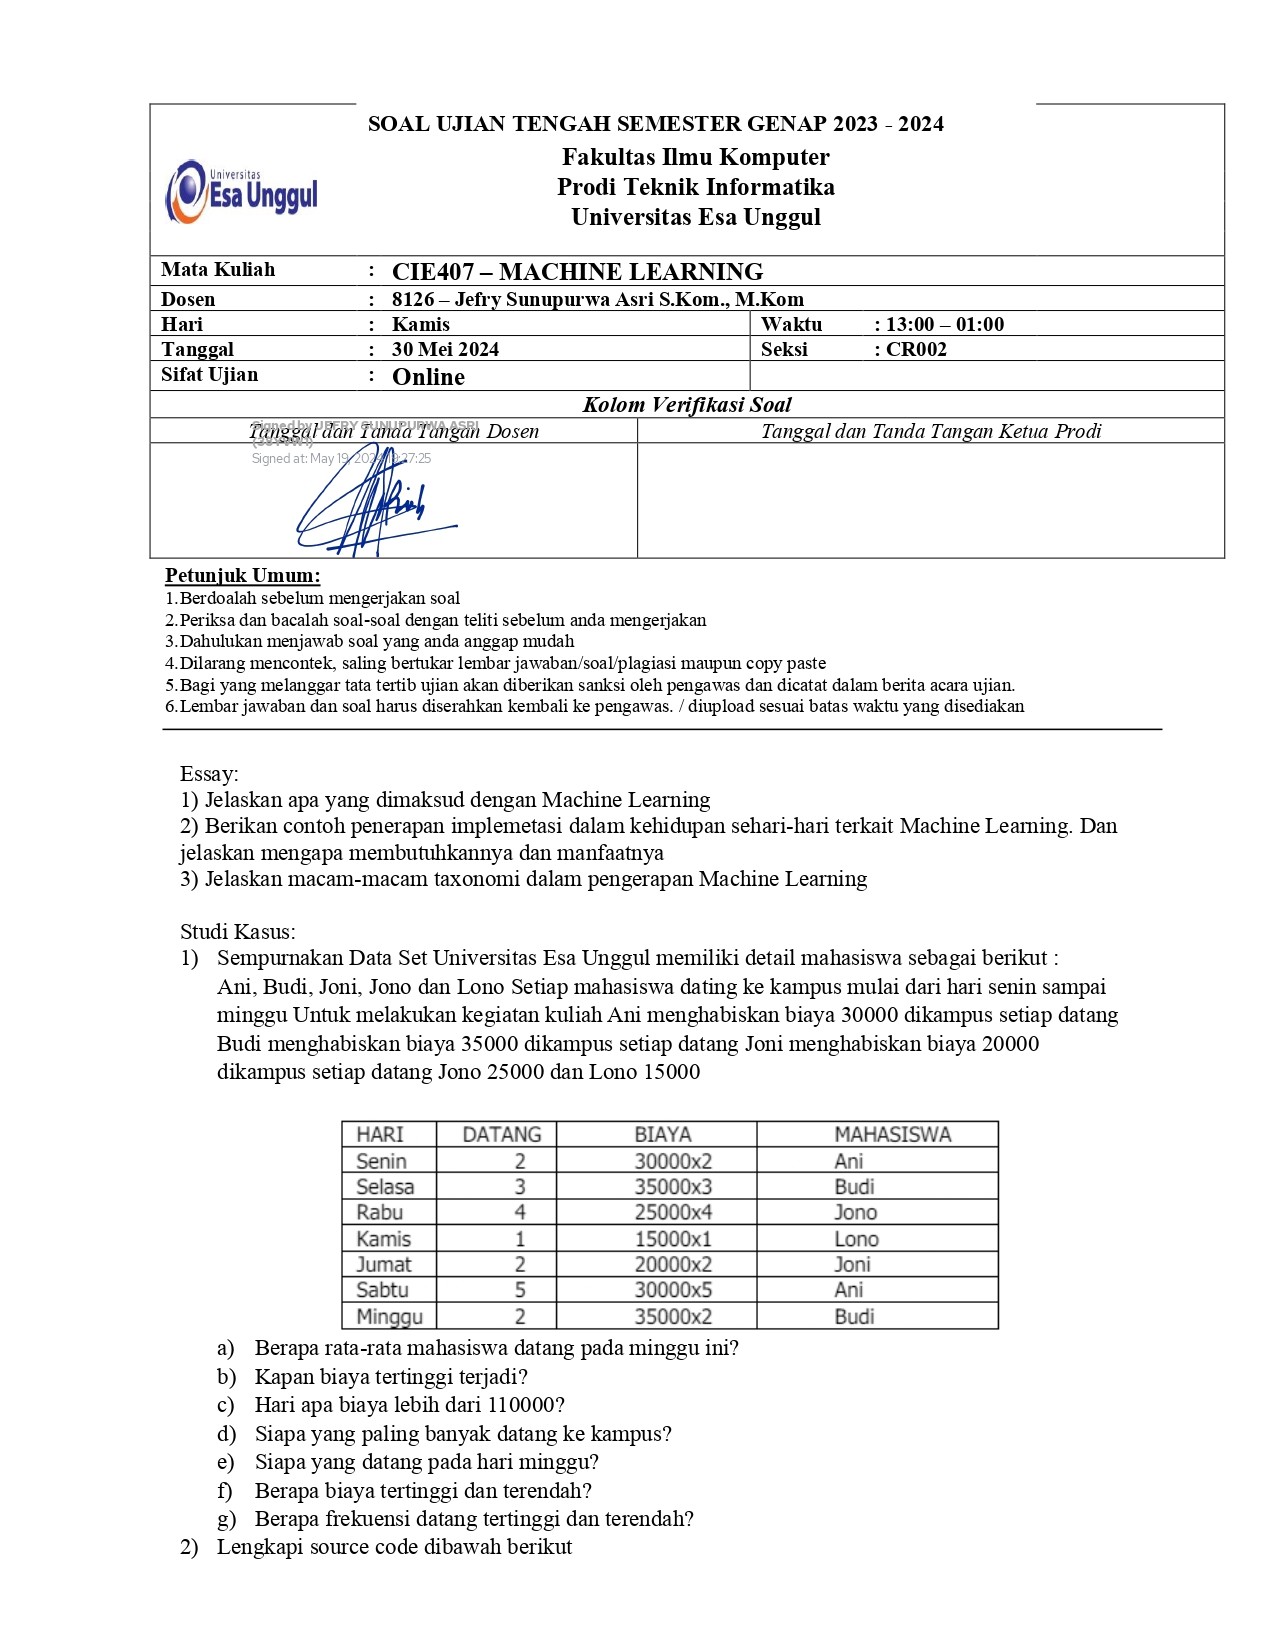 SOAL UJIAN TENGAH SEMESTER GENAP 2023 - 2024
Fakultas Ilmu Komputer
Prodi Teknik Informatika
Universitas Esa Unggul
Universitas
Esa Unggul
Mata Kuliah : CIE407 – MACHINE LEARNING
Dosen : 8126 – Jefry Sunupurwa Asri S.Kom., M.Kom
Hari : Kamis Waktu : 13:00 – 01:00
Tanggal : 30 Mei 2024 Seksi : CR002
Sifat Ujian : Online
Kolom Verifikasi Soal
Signed by JEFRY SUNUPURWA ASRI
Tanggal dan Tanda Tangan Dosen Tanggal dan Tanda Tangan Ketua Prodi
Signed at: May 19, 2024 19:27:25
Petunjuk Umum:
1.Berdoalah sebelum mengerjakan soal
2.Periksa dan bacalah soal-soal dengan teliti sebelum anda mengerjakan
3.Dahulukan menjawab soal yang anda anggap mudah
4.Dilarang mencontek, saling bertukar lembar jawaban/soal/plagiasi maupun copy paste
5.Bagi yang melanggar tata tertib ujian akan diberikan sanksi oleh pengawas dan dicatat dalam berita acara ujian.
6.Lembar jawaban dan soal harus diserahkan kembali ke pengawas. / diupload sesuai batas waktu yang disediakan
Essay:
1) Jelaskan apa yang dimaksud dengan Machine Learning
2) Berikan contoh penerapan implemetasi dalam kehidupan sehari-hari terkait Machine Learning. Dan
jelaskan mengapa membutuhkannya dan manfaatnya
3) Jelaskan macam-macam taxonomi dalam pengerapan Machine Learning
Studi Kasus:
1) Sempurnakan Data Set Universitas Esa Unggul memiliki detail mahasiswa sebagai berikut :
Ani, Budi, Joni, Jono dan Lono Setiap mahasiswa dating ke kampus mulai dari hari senin sampai
minggu Untuk melakukan kegiatan kuliah Ani menghabiskan biaya 30000 dikampus setiap datang
Budi menghabiskan biaya 35000 dikampus setiap datang Joni menghabiskan biaya 20000
dikampus setiap datang Jono 25000 dan Lono 15000
HARI DATANG BIAYA MAHASISWA
Senin 2 30000x2 Ani
Selasa 3 35000x3 Budi
Rabu 4 25000x4 Jono
Kamis 1 15000x1 Lono
Jumat 2 20000x2 Joni
Sabtu 5 30000x5 Ani
Minggu 2 35000x2 Budi
a) Berapa rata-rata mahasiswa datang pada minggu ini?
b) Kapan biaya tertinggi terjadi?
c) Hari apa biaya lebih dari 110000?
d) Siapa yang paling banyak datang ke kampus?
e) Siapa yang datang pada hari minggu?
f) Berapa biaya tertinggi dan terendah?
g) Berapa frekuensi datang tertinggi dan terendah?
2) Lengkapi source code dibawah berikut